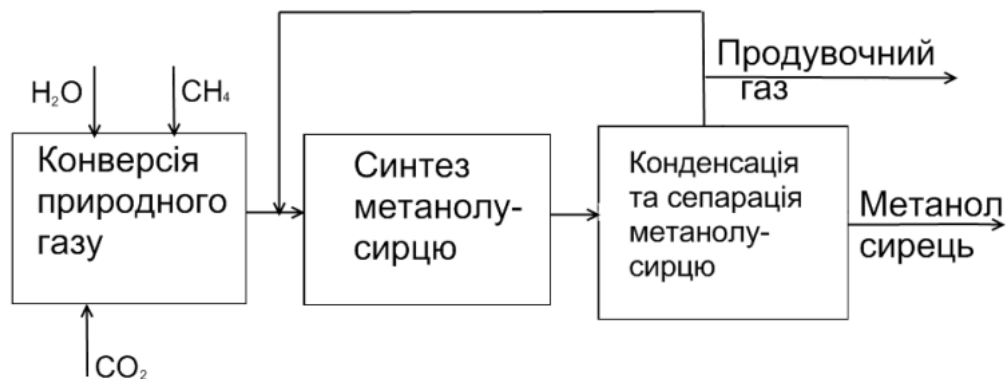 H₂O
CH₄
Конверсія
природного
газу
CO₂
Синтез
метанолу-
сирцю
Конденсація
та сепарація
метанолу-
сирцю
Продувочний
газ
Метанол
сирець